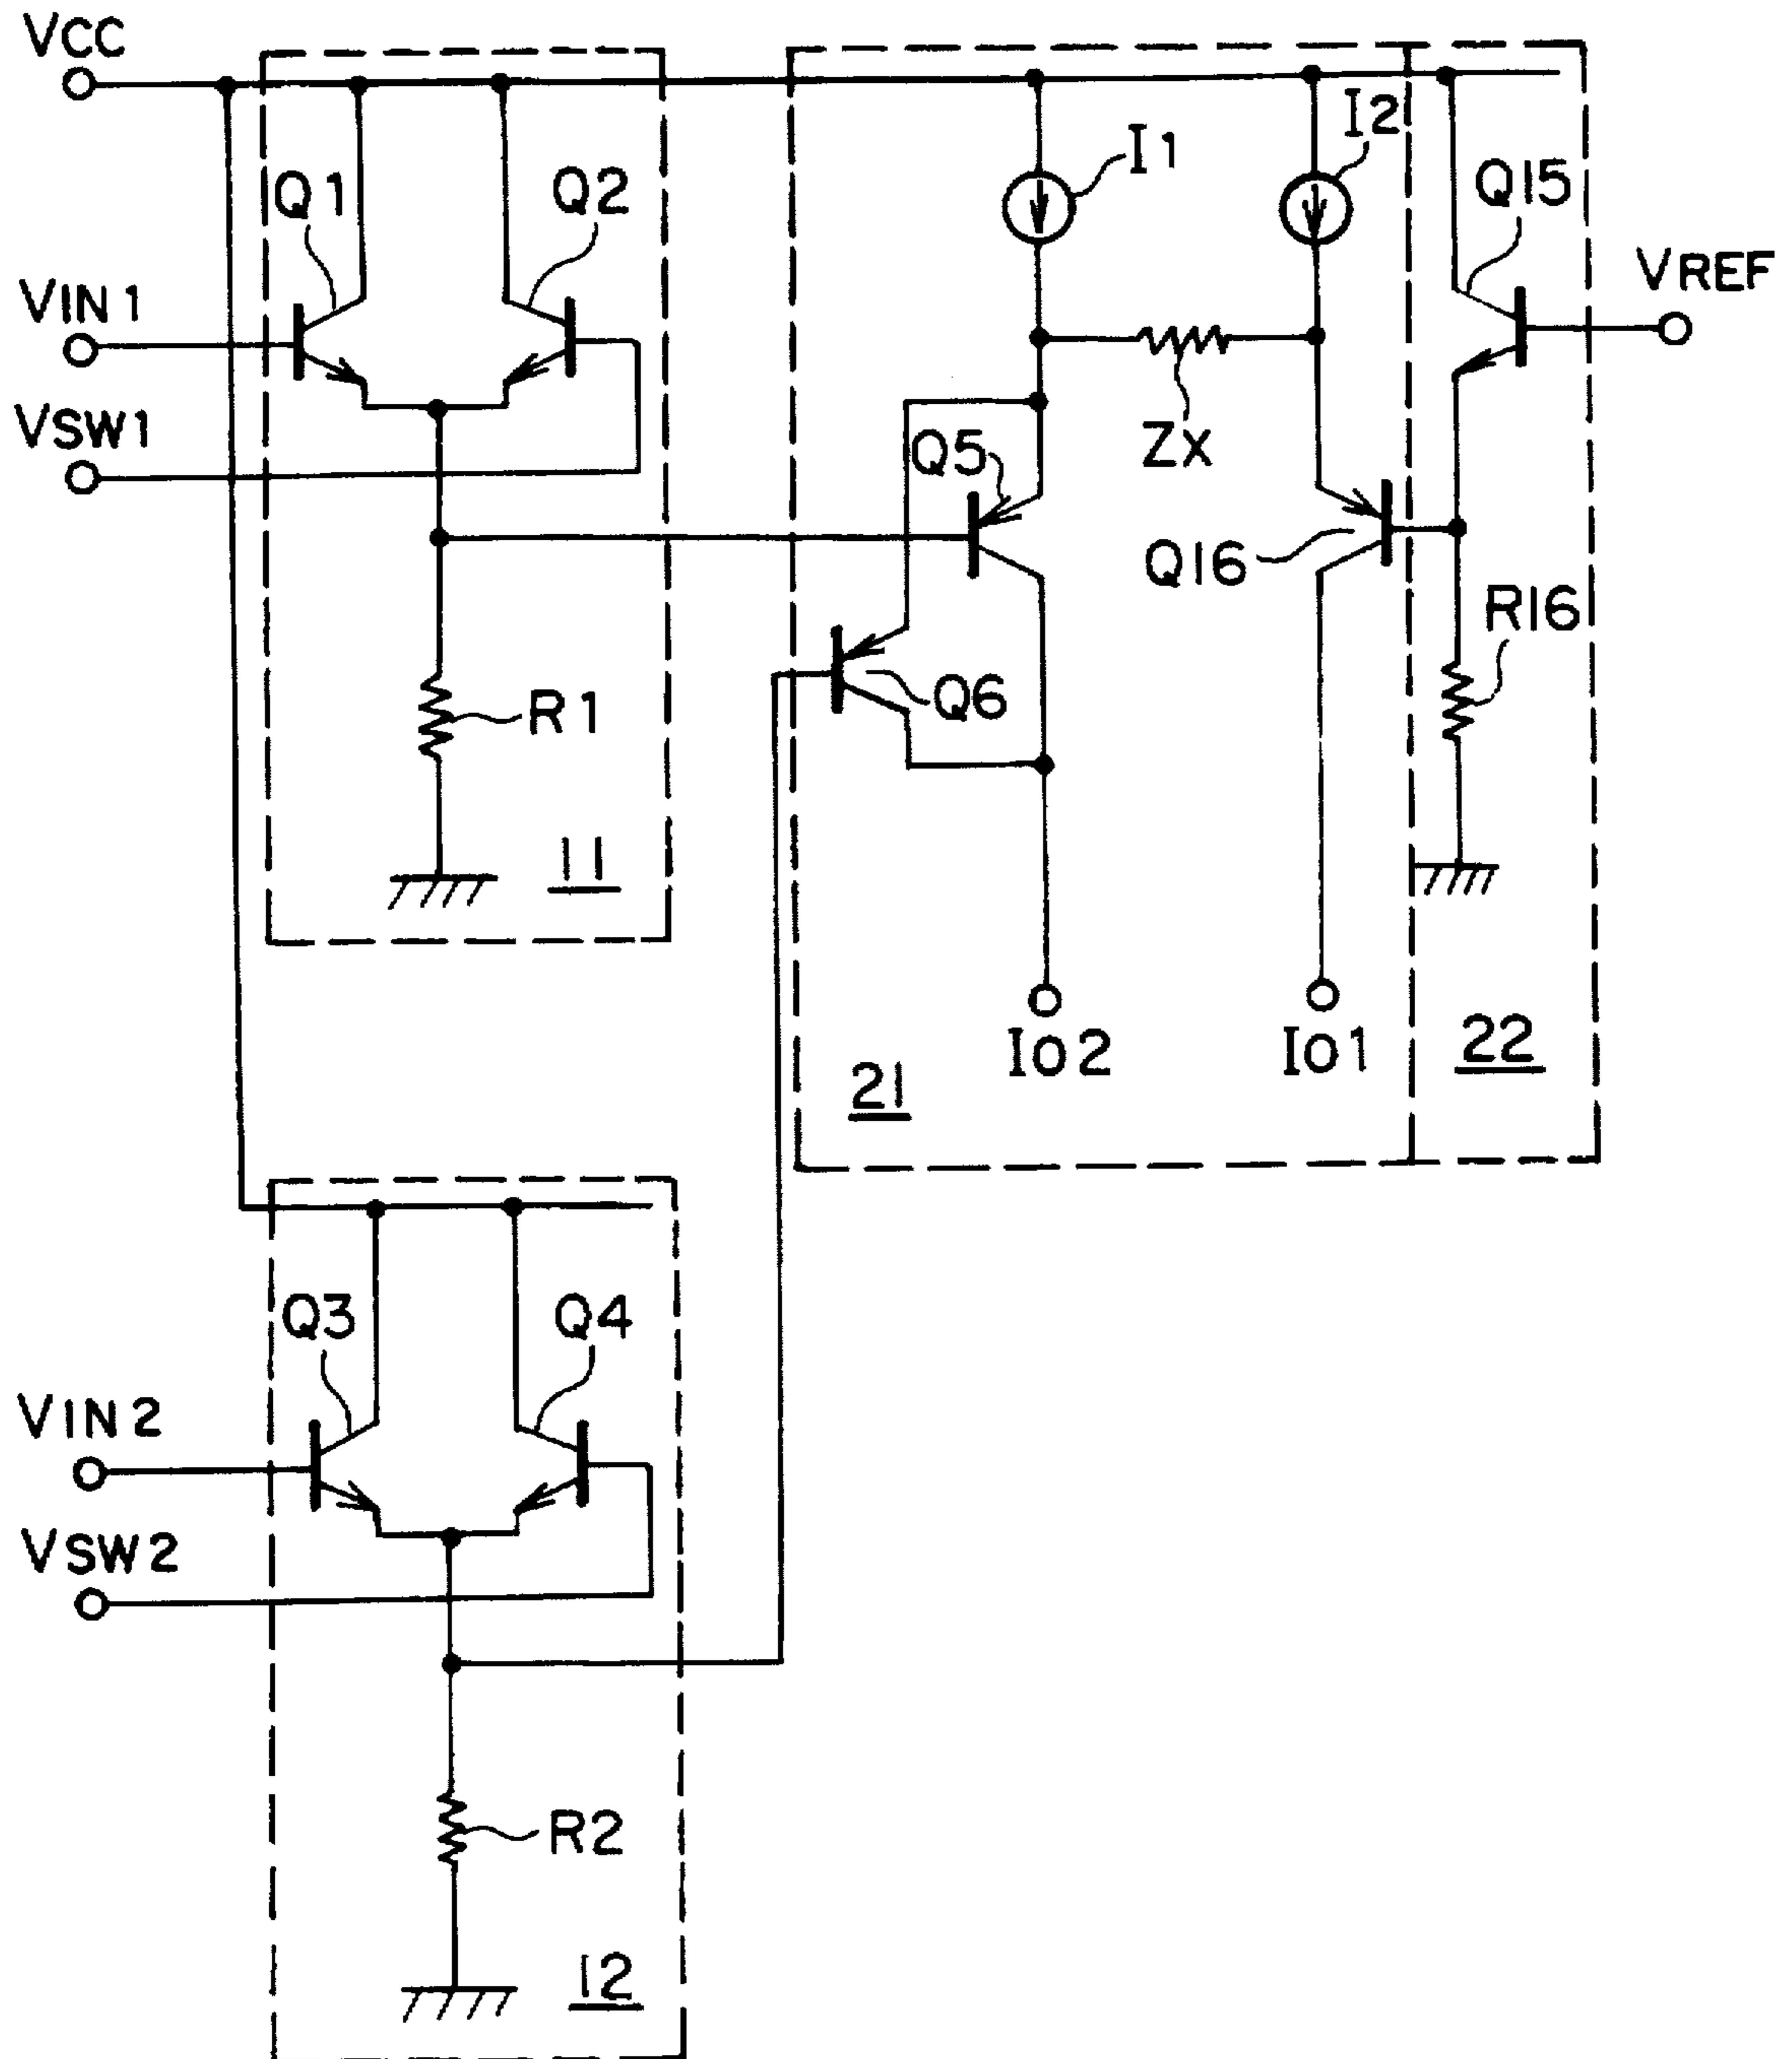 VCC
I1
I2
Q1
Q2
Q15
VIN1
VREF
VSW1
Q5
ZX
Q16
R16
R1
Q6
11
IO2
IO1
22
21
Q3
Q4
VIN2
VSW2
R2
12